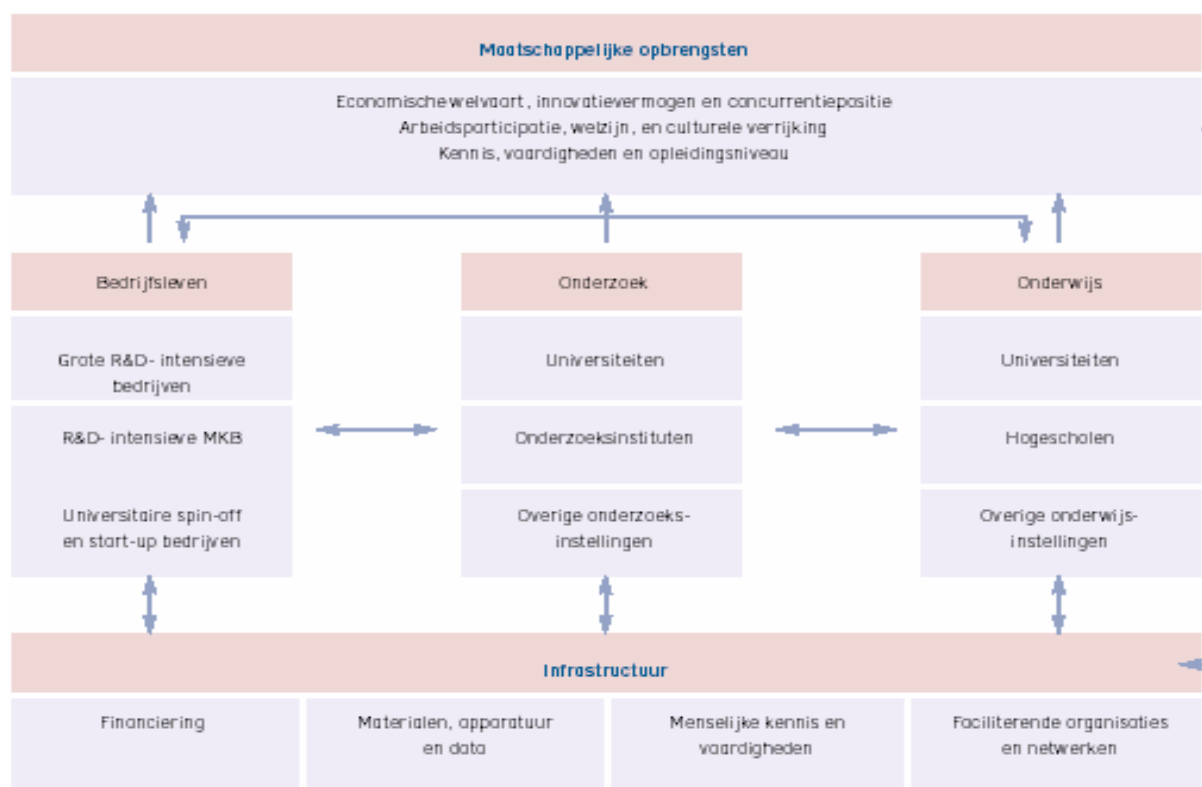 Maatschappelijke opbrengsten
Economische welvaart, innovatievermogen en concurrentiepositie
Arbeidsparticipatie, welzijn, en culturele verrijking
Kennis, vaardigheden en opleidingsniveau
Bedrijfsleven
Onderzoek
Onderwijs
Grote R&D- intensieve
bedrijven
Universiteiten
Universiteiten
R&D- intensieve MKB
Onderzoeksinstituten
Hogescholen
Universitaire spin-off
en start-up bedrijven
Overige onderzoeks-
instellingen
Overige onderwijs-
instellingen
Infrastructuur
Financiering
Materialen, apparatuur
en data
Menselijke kennis en
vaardigheden
Faciliterende organisaties
en netwerken